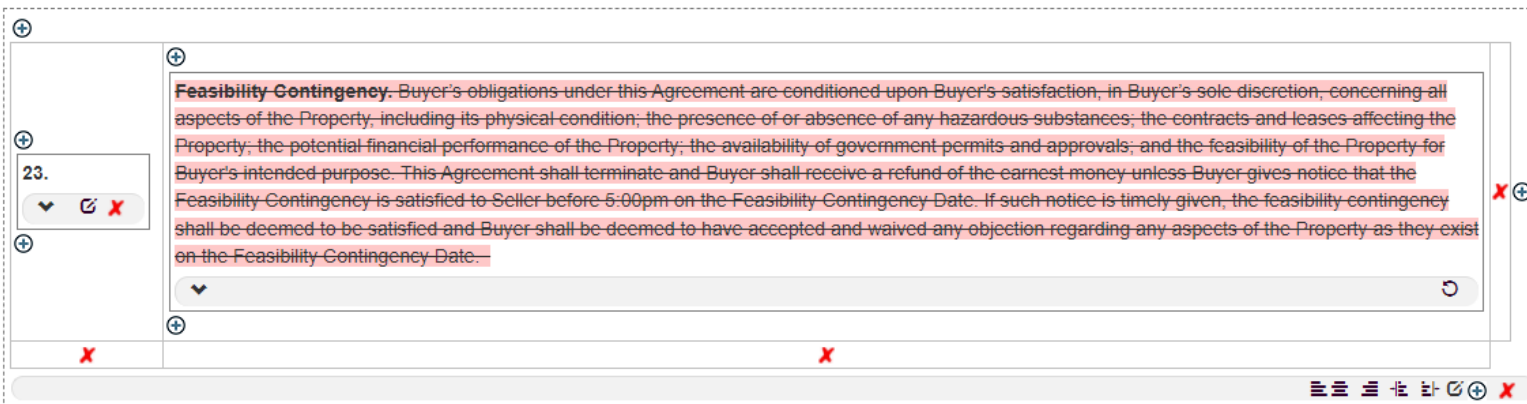 23.
Feasibility Contingency. Buyer’s obligations under this Agreement are conditioned upon Buyer's satisfaction, in Buyer’s sole discretion, concerning all
aspects of the Property, including its physical condition; the presence of or absence of any hazardous substances; the contracts and leases affecting the
Property; the potential financial performance of the Property; the availability of government permits and approvals; and the feasibility of the Property for
Buyer's intended purpose. This Agreement shall terminate and Buyer shall receive a refund of the earnest money unless Buyer gives notice that the
Feasibility Contingency is satisfied to Seller before 5:00pm on the Feasibility Contingency Date. If such notice is timely given, the feasibility contingency
shall be deemed to be satisfied and Buyer shall be deemed to have accepted and waived any objection regarding any aspects of the Property as they exist
on the Feasibility Contingency Date.